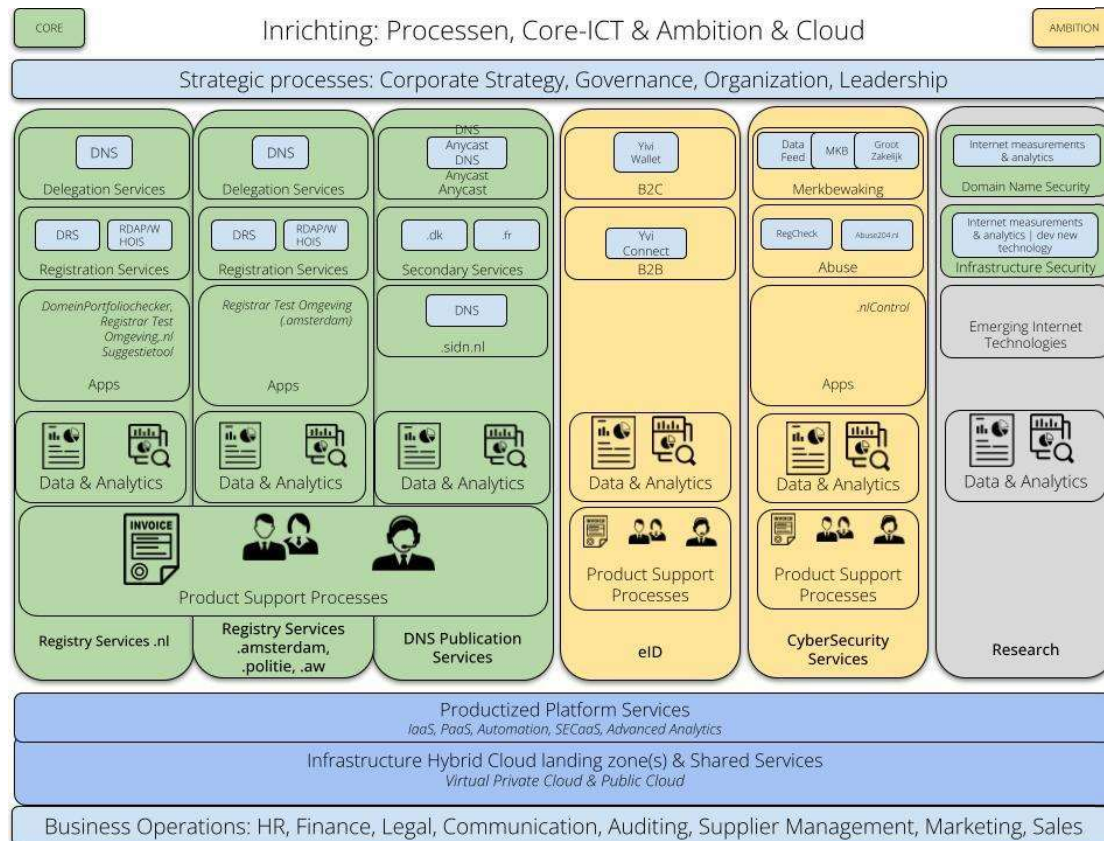 CORE
Inrichting: Processen, Core-ICT & Ambition & Cloud
AMBITION
Strategic processes: Corporate Strategy, Governance, Organization, Leadership
DNS
Delegation Services
DRS
RDAP/W
HOIS
Registration Services
DomeinPortfoliochecker,
Registrar Test
Omgeving,.nl
Suggestietool
Apps
Data & Analytics
DNS
Delegation Services
DRS
RDAP/W
HOIS
Registration Services
Registrar Test Omgeving
(.amsterdam)
Apps
Data & Analytics
DNS
Anycast
DNS
Anycast
Anycast
.dk
.fr
Secondary Services
DNS
.sidn.nl
Data & Analytics
INVOICE
Product Support Processes
Registry Services .nl
Registry Services
.amsterdam,
.politie, .aw
DNS Publication
Services
Yivi
Wallet
B2C
Yvi
Connect
B2B
Data & Analytics
INVOICE
Product Support
Processes
eID
Data
Feed
MKB
Groot
Zakelijk
Merkbewaking
RegCheck
Abuse204.nl
Abuse
.nlControl
Apps
Data & Analytics
INVOICE
Product Support
Processes
CyberSecurity
Services
Internet measurements
& analytics
Domain Name Security
Internet measurements
& analytics | dev new
technology
Infrastructure Security
Emerging Internet
Technologies
Data & Analytics
Research
Productized Platform Services
IaaS, PaaS, Automation, SECaaS, Advanced Analytics
Infrastructure Hybrid Cloud landing zone(s) & Shared Services
Virtual Private Cloud & Public Cloud
Business Operations: HR, Finance, Legal, Communication, Auditing, Supplier Management, Marketing, Sales